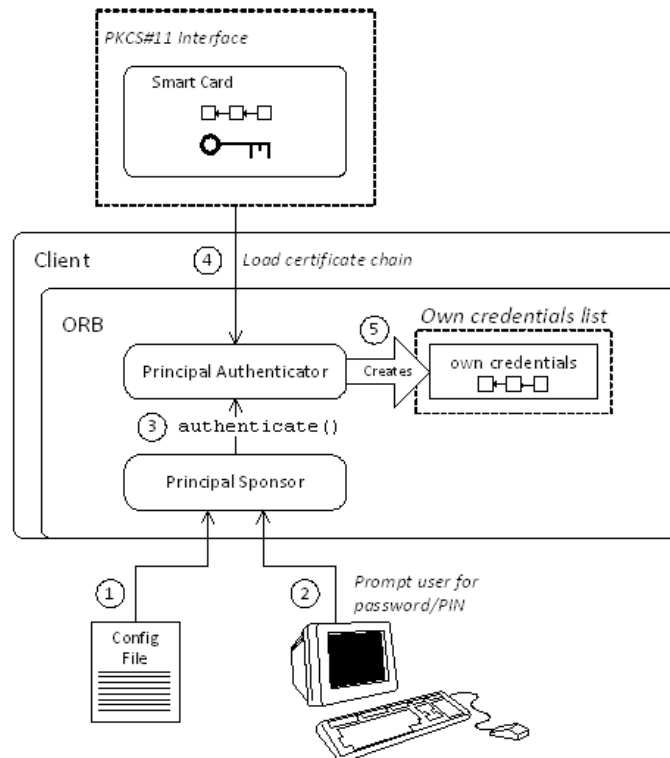 PKCS#11 Interface
Smart Card
Client
4
Load certificate chain
ORB
5
Own credentials list
Principal Authenticator
Creates
own credentials
3
authenticate()
Principal Sponsor
1
2
Prompt user for
password/PIN
Config
File